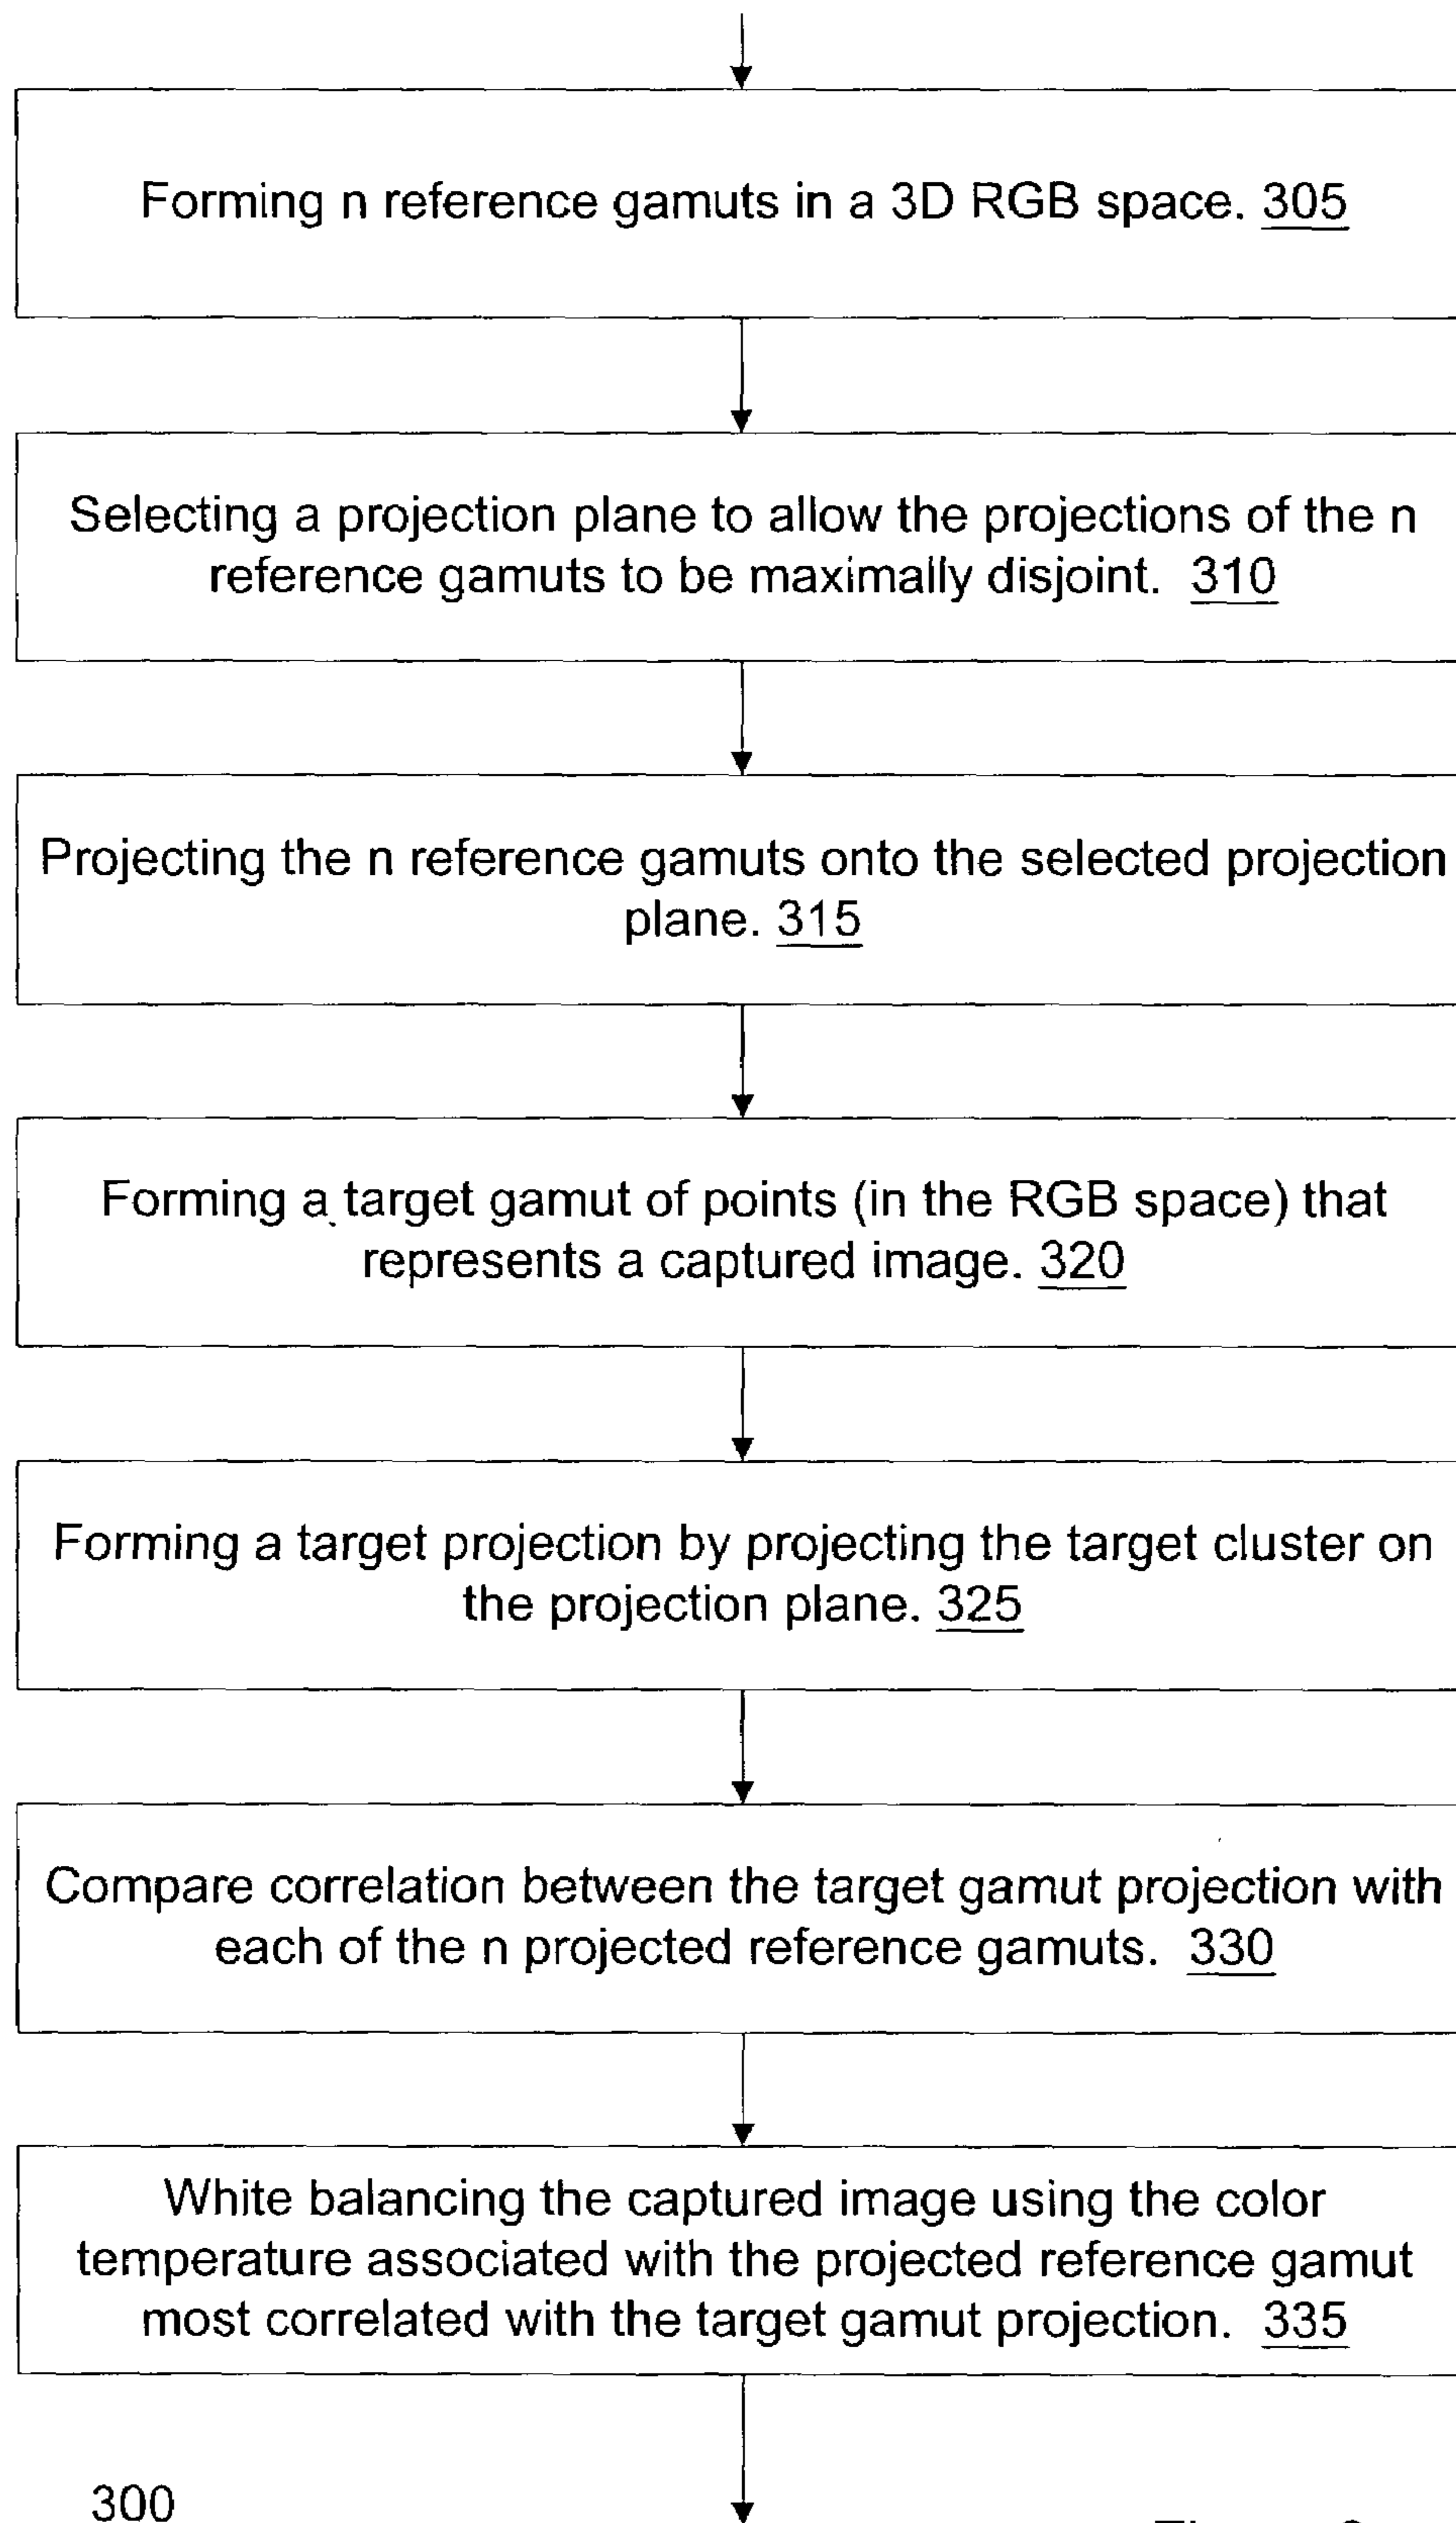 Forming n reference gamuts in a 3D RGB space. 305
Selecting a projection plane to allow the projections of the n
reference gamuts to be maximally disjoint. 310
Projecting the n reference gamuts onto the selected projection
plane. 315
Forming a target gamut of points (in the RGB space) that
represents a captured image. 320
Forming a target projection by projecting the target cluster on
the projection plane. 325
Compare correlation between the target gamut projection with
each of the n projected reference gamuts. 330
White balancing the captured image using the color
temperature associated with the projected reference gamut
most correlated with the target gamut projection. 335
300